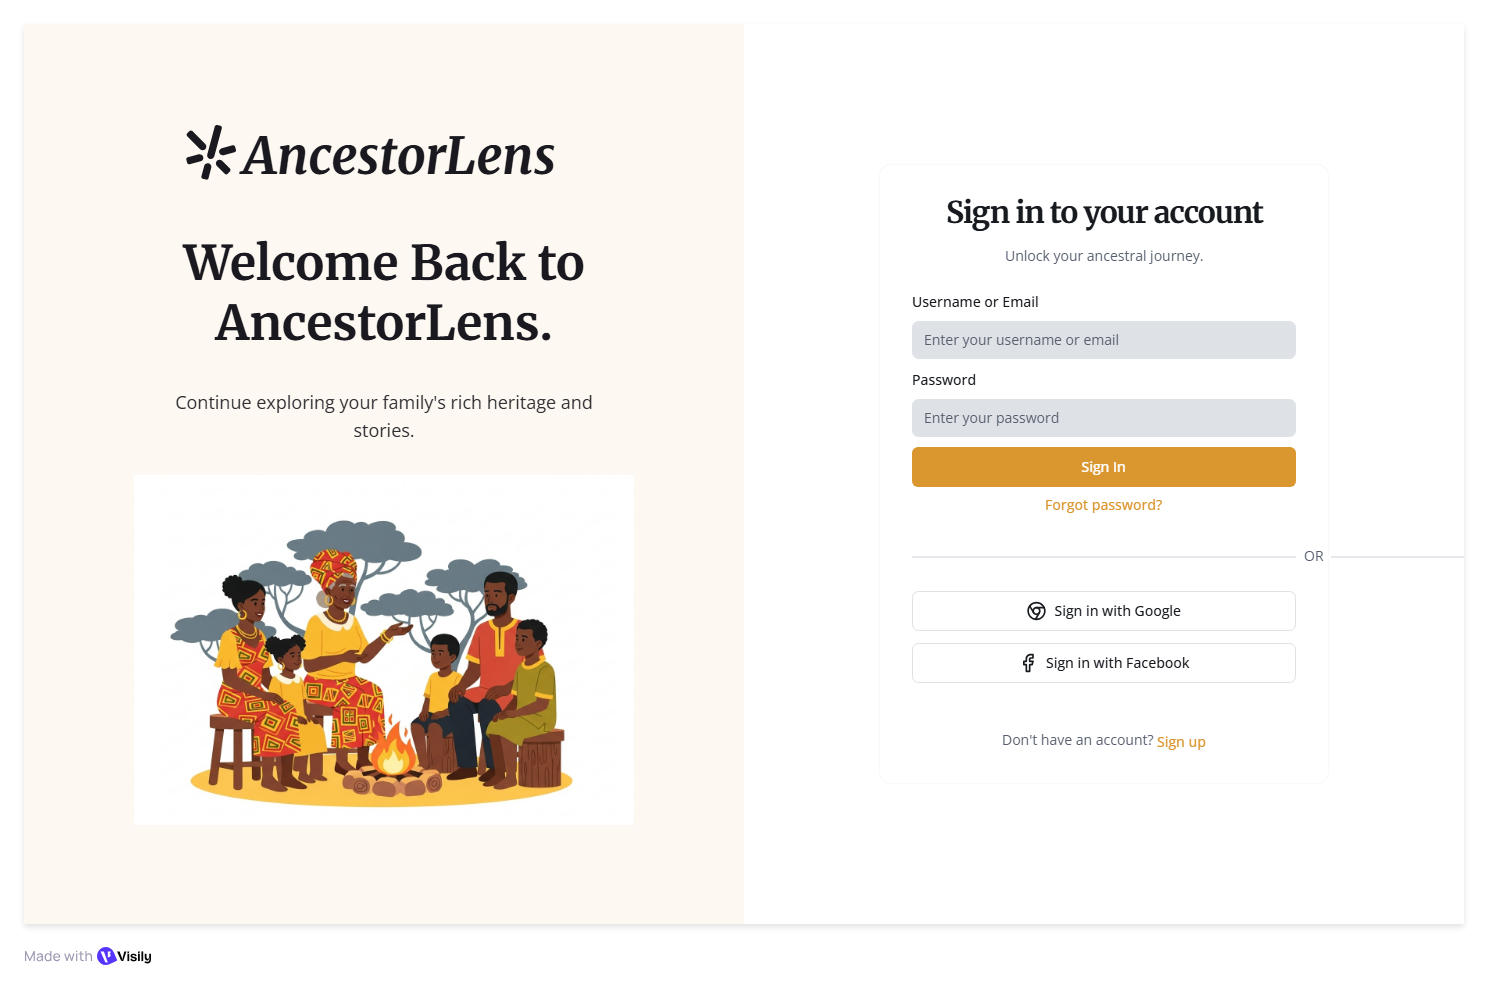 AncestorLens
Welcome Back to
AncestorLens.
Continue exploring your family's rich heritage and
stories.
Sign in to your account
Unlock your ancestral journey.
Username or Email
Enter your username or email
Password
Enter your password
Sign In
Forgot password?
OR
Sign in with Google
Sign in with Facebook
Don't have an account? Sign up
Made with Visily